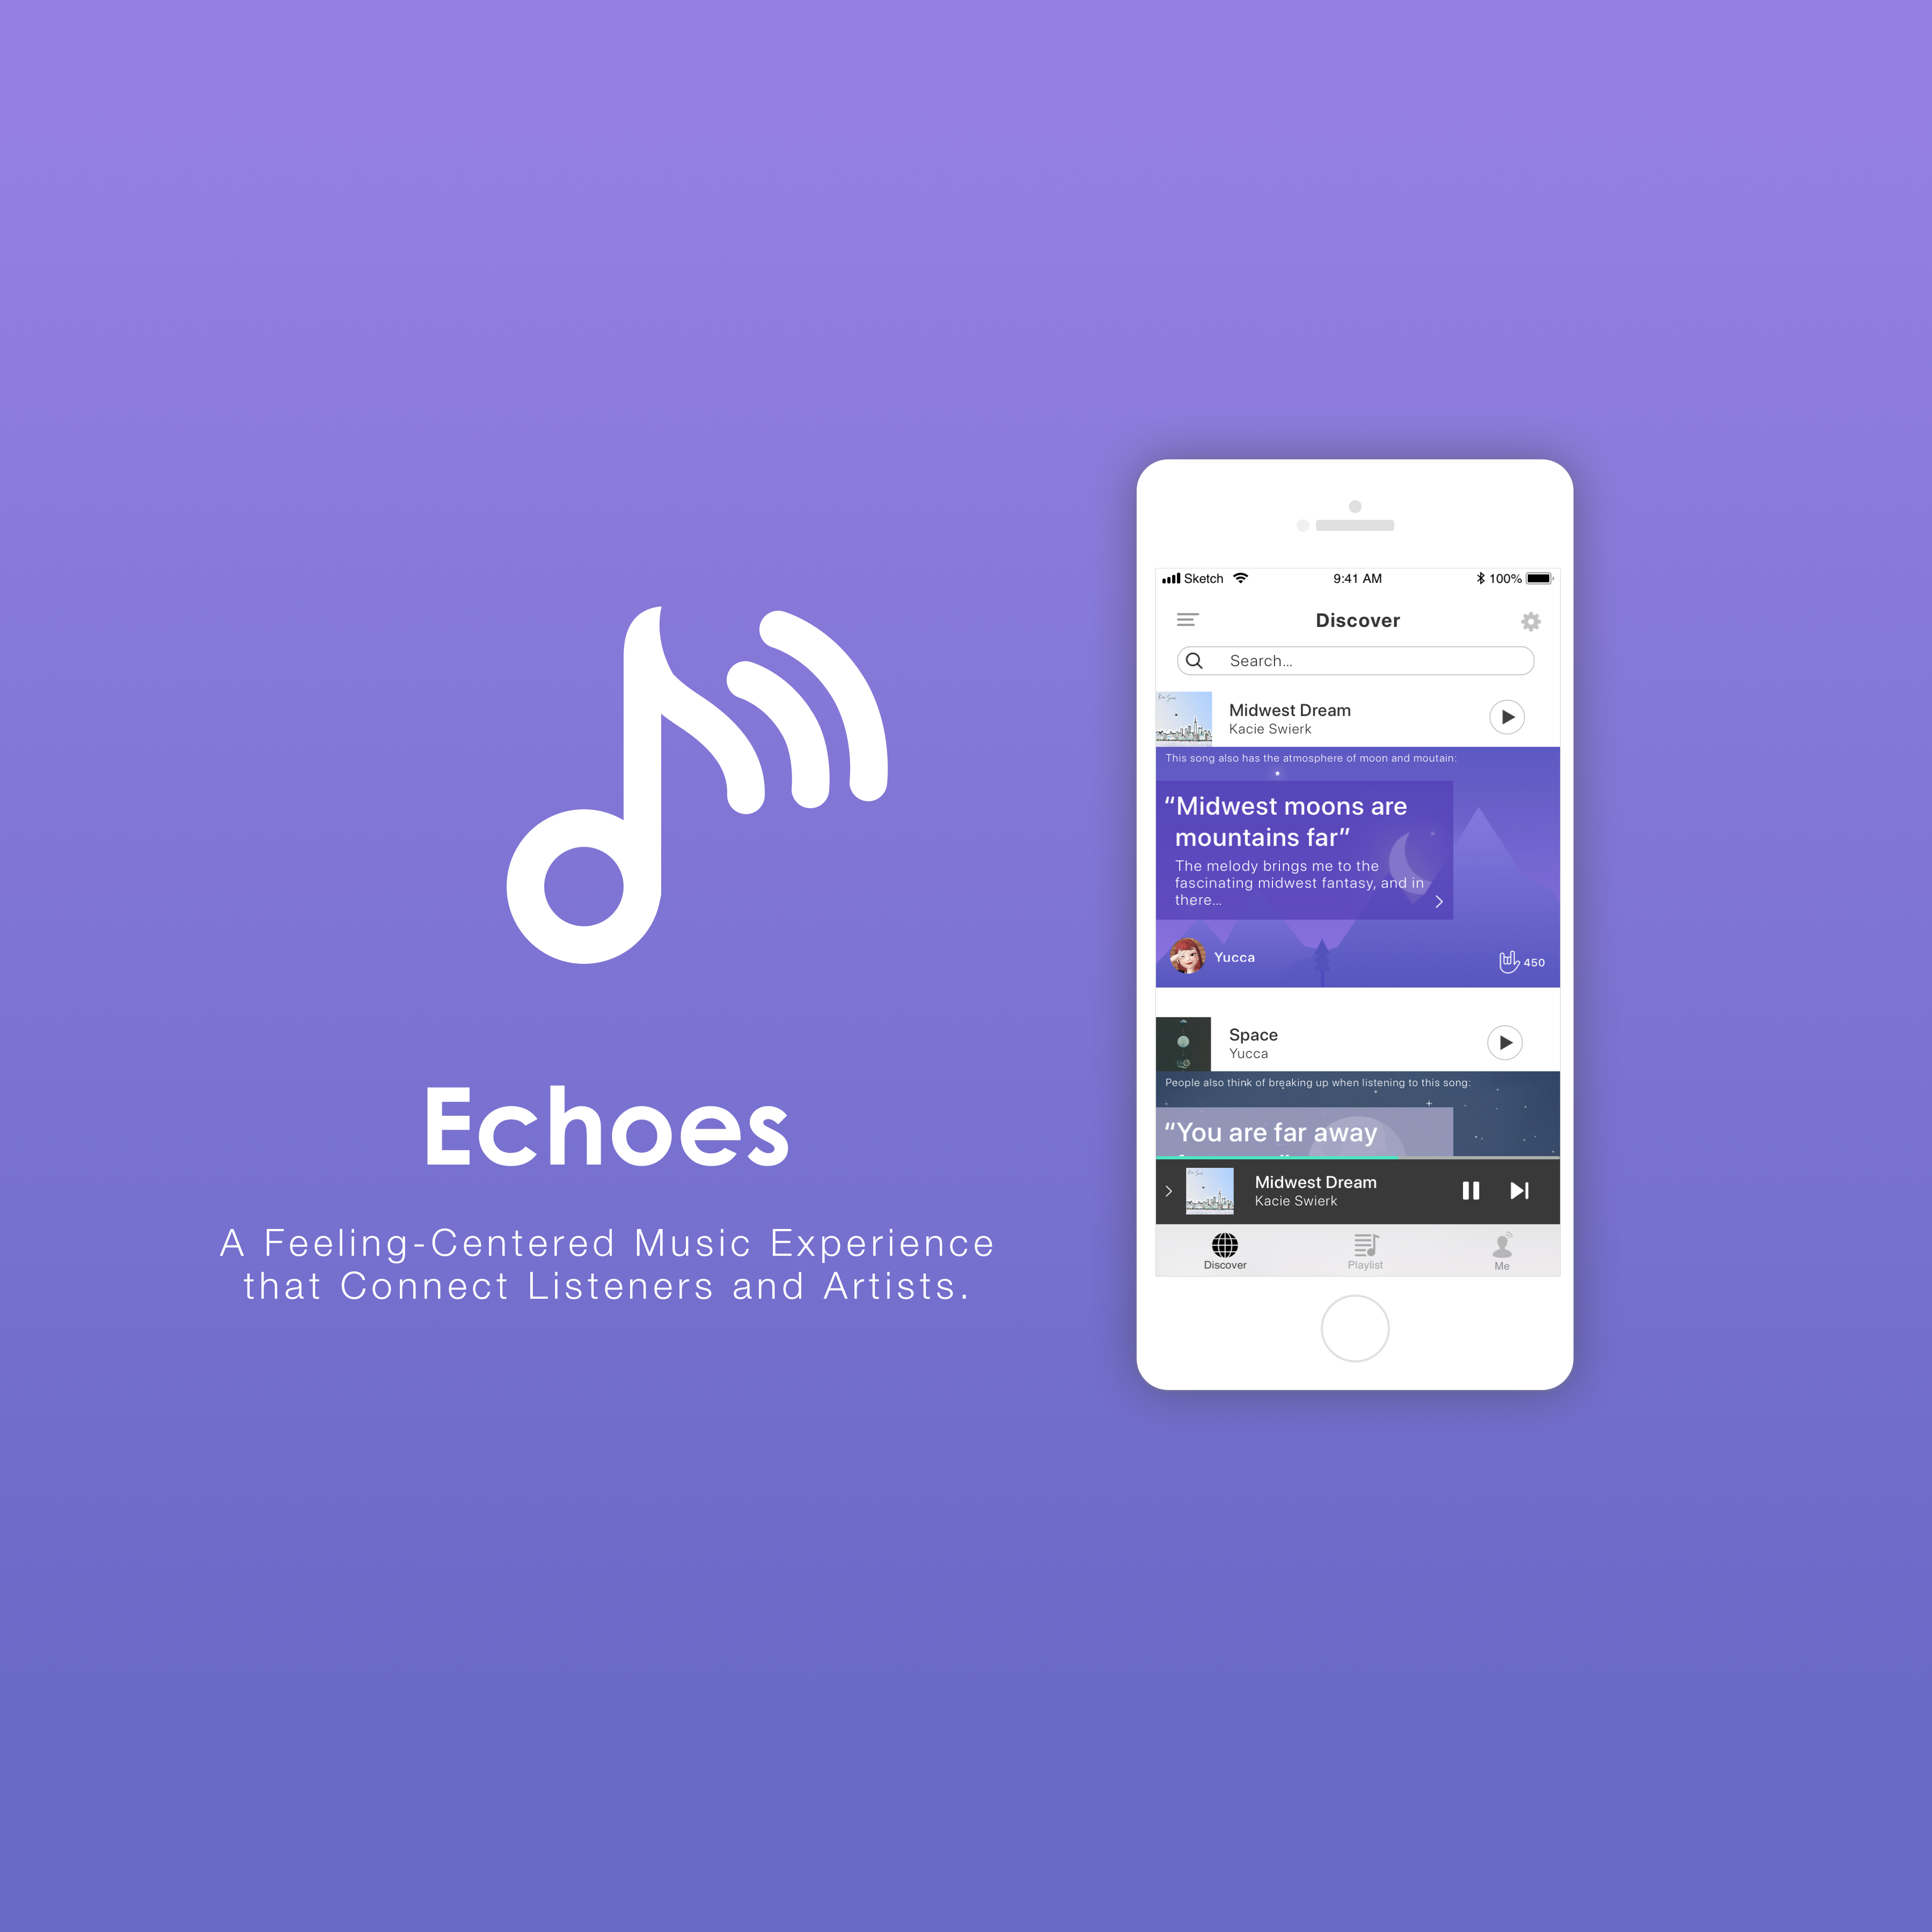 Echoes
A Feeling-Centered Music Experience
that Connect Listeners and Artists.
Sketch
9:41 AM
100%
Discover
Search...
Midwest Dream
Kacie Swierk
This song also has the atmosphere of moon and moutain:
“Midwest moons are
mountains far”
The melody brings me to the
fascinating midwest fantasy, and in
there...
Yucca
450
Space
Yucca
People also think of breaking up when listening to this song:
“You are far away
Midwest Dream
Kacie Swierk
Discover
Playlist
Me